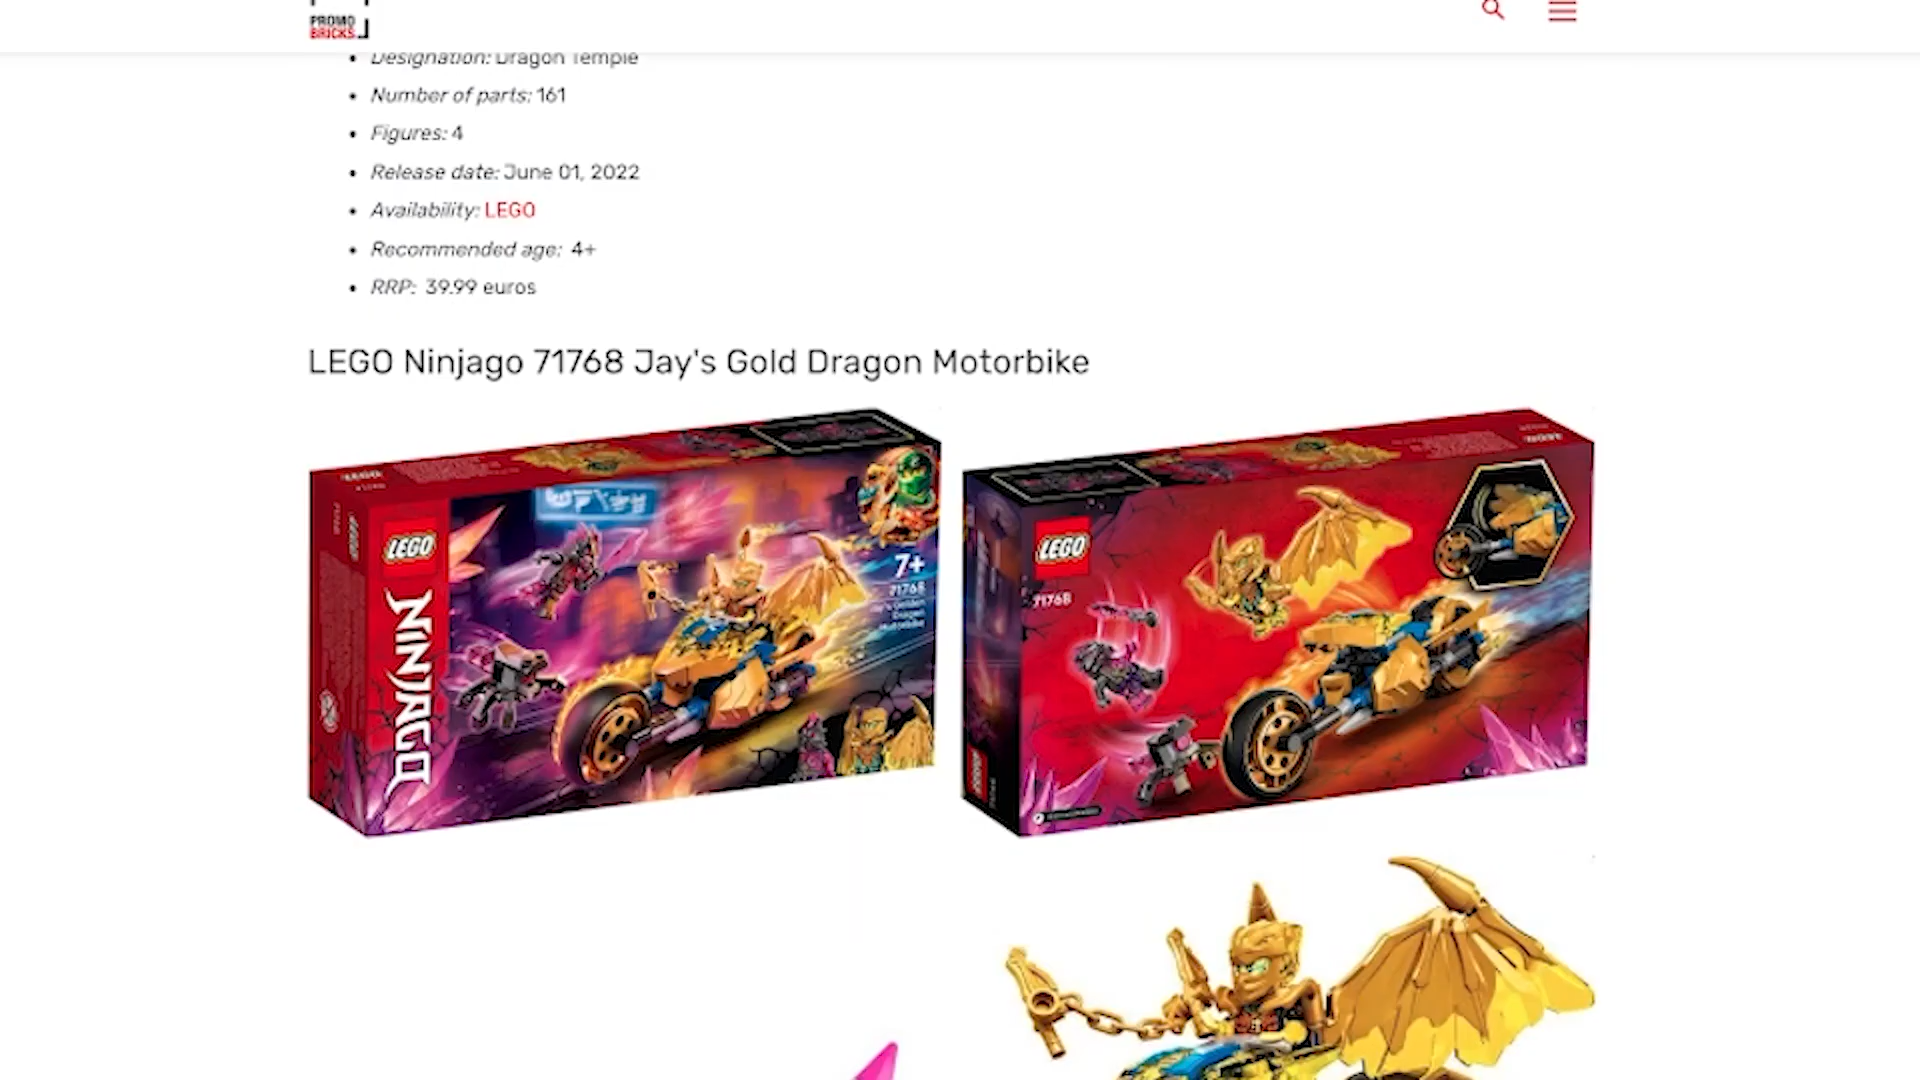 PROMO
BRICKS
Designation: Dragon Temple
Number of parts: 161
Figures: 4
Release date: June 01, 2022
Availability: LEGO
Recommended age: 4+
RRP: 39.99 euros
LEGO Ninjago 71768 Jay's Gold Dragon Motorbike
LEGO
NINJAGO
7+
71768
LEGO
71768